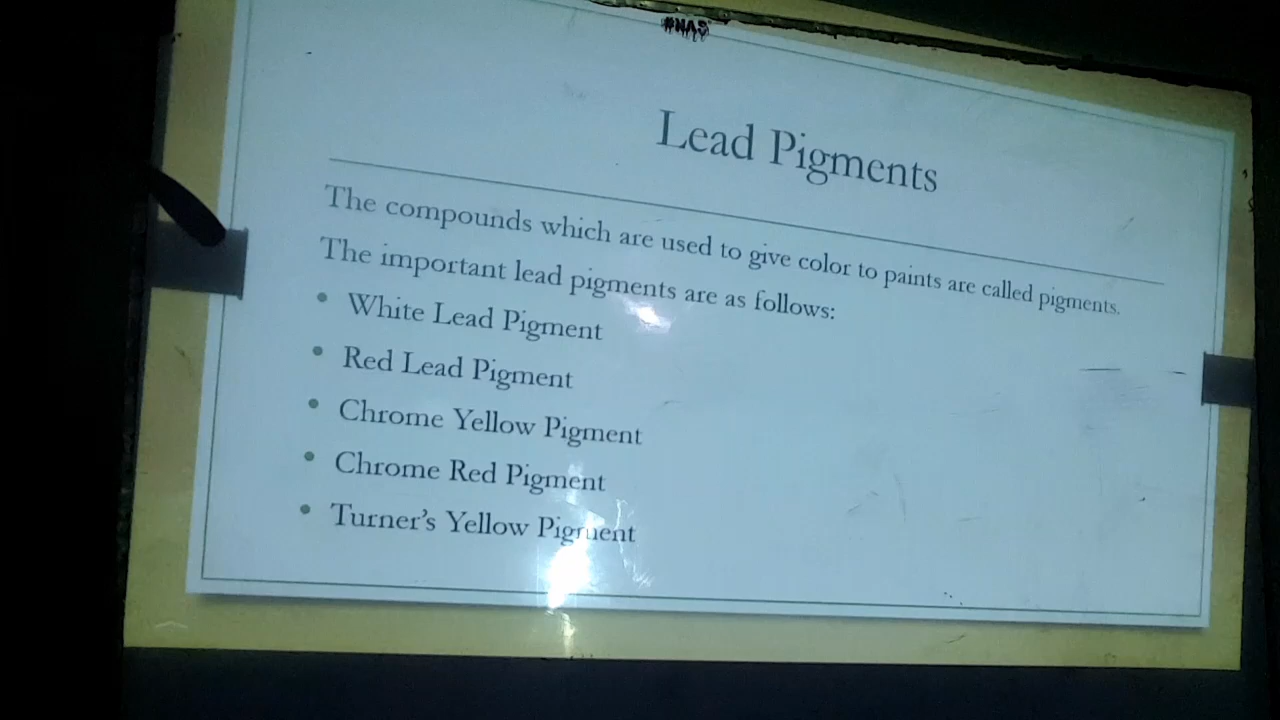 #NAS
Lead Pigments
The compounds which are used to give color to paints are called pigments.
The important lead pigments are as follows:
• White Lead Pigment
• Red Lead Pigment
• Chrome Yellow Pigment
• Chrome Red Pigment
• Turner's Yellow Pigment